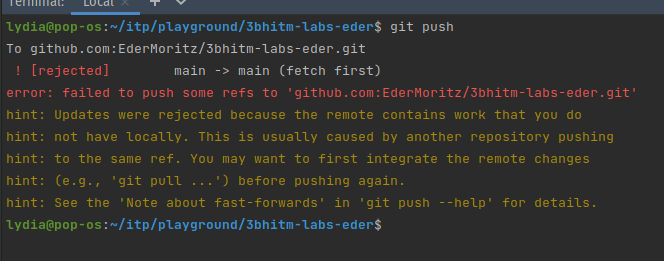 Terminal: Local × + ∨
lydia@pop-os:~/itp/playground/3bhitm-labs-eder$ git push
To github.com:EderMoritz/3bhitm-labs-eder.git
 ! [rejected]        main -> main (fetch first)
error: failed to push some refs to 'github.com:EderMoritz/3bhitm-labs-eder.git'
hint: Updates were rejected because the remote contains work that you do
hint: not have locally. This is usually caused by another repository pushing
hint: to the same ref. You may want to first integrate the remote changes
hint: (e.g., 'git pull ...') before pushing again.
hint: See the 'Note about fast-forwards' in 'git push --help' for details.
lydia@pop-os:~/itp/playground/3bhitm-labs-eder$